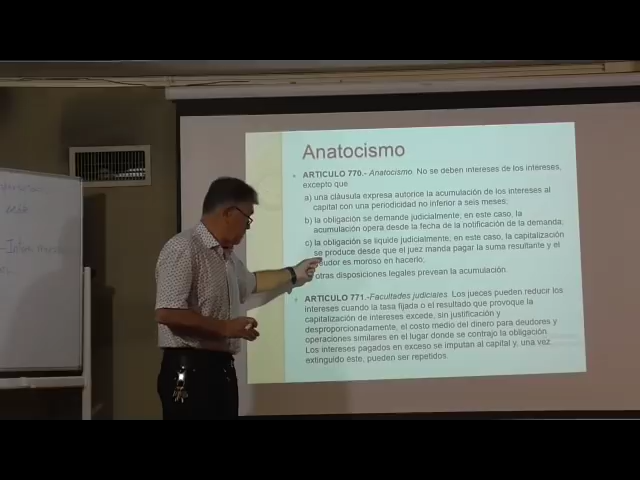 Anatocismo
ARTICULO 770.- Anatocismo. No se deben intereses de los intereses,
excepto que:
a) una cláusula expresa autorice la acumulación de los intereses al
capital con una periodicidad no inferior a seis meses;
b) la obligación se demande judicialmente; en este caso, la
acumulación opera desde la fecha de la notificación de la demanda;
c) la obligación se liquide judicialmente; en este caso, la capitalización
se produce desde que el juez manda pagar la suma resultante y el
es moroso en hacerlo;
otras disposiciones legales prevean la acumulación.
ARTICULO 771.-Facultades judiciales. Los jueces pueden reducir los
intereses cuando la tasa fijada o el resultado que provoque la
capitalización de intereses excede, sin justificación y
desproporcionadamente, el costo medio del dinero para deudores y
operaciones similares en el lugar donde se contrajo la obligación
Los intereses pagados en exceso se imputan al capital y, una vez
extinguido éste, pueden ser repetidos.